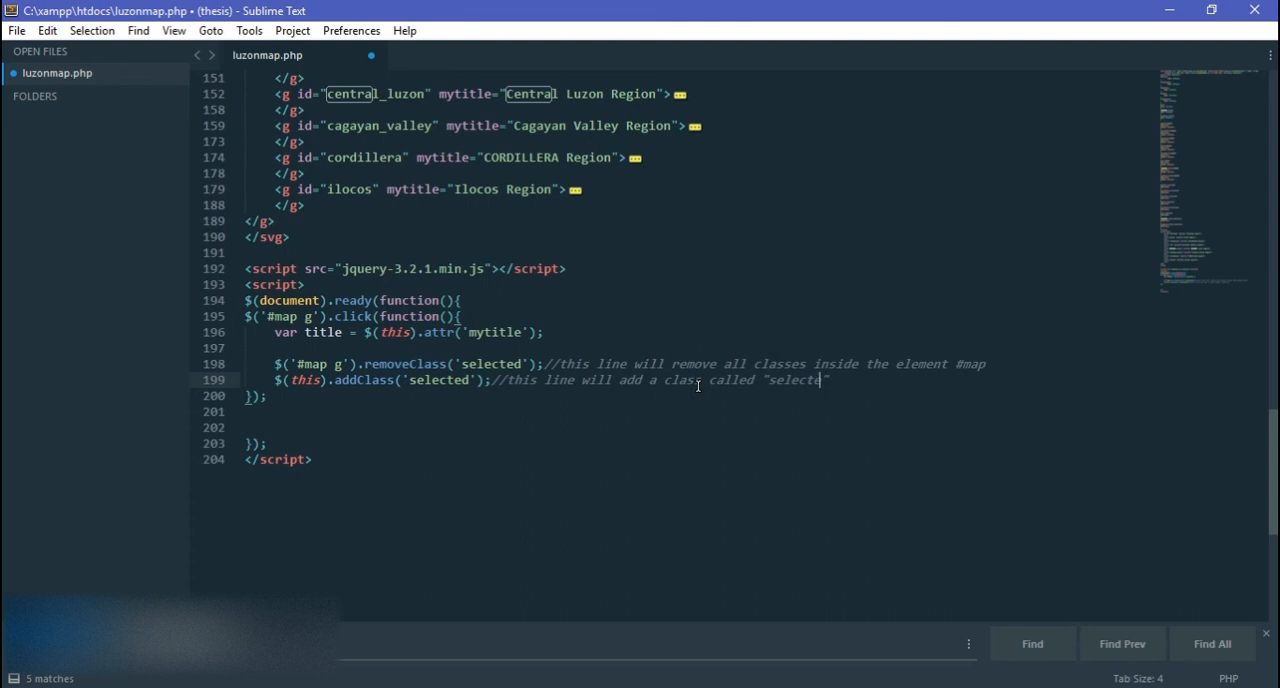 C:\xampp\htdocs\luzonmap.php • (thesis) - Sublime Text
File Edit Selection Find View Goto Tools Project Preferences Help
OPEN FILES
luzonmap.php
FOLDERS
luzonmap.php
151 </g>
152 <g id="central_luzon" mytitle="Central Luzon Region">
158 </g>
159 <g id="cagayan_valley" mytitle="Cagayan Valley Region">
173 </g>
174 <g id="cordillera" mytitle="CORDILLERA Region">
178 </g>
179 <g id="ilocos" mytitle="Ilocos Region">
188 </g>
189 </g>
190 </svg>
191
192 <script src="jquery-3.2.1.min.js"></script>
193 <script>
194 $(document).ready(function(){
195 $('#map g').click(function(){
196 var title = $(this).attr('mytitle');
197
198 $('#map g').removeClass('selected');//this line will remove all classes inside the element #map
199 $(this).addClass('selected');//this line will add a class called "selecte"
200 });
201
202
203 });
204 </script>
Find Find Prev Find All
5 matches Tab Size: 4 PHP